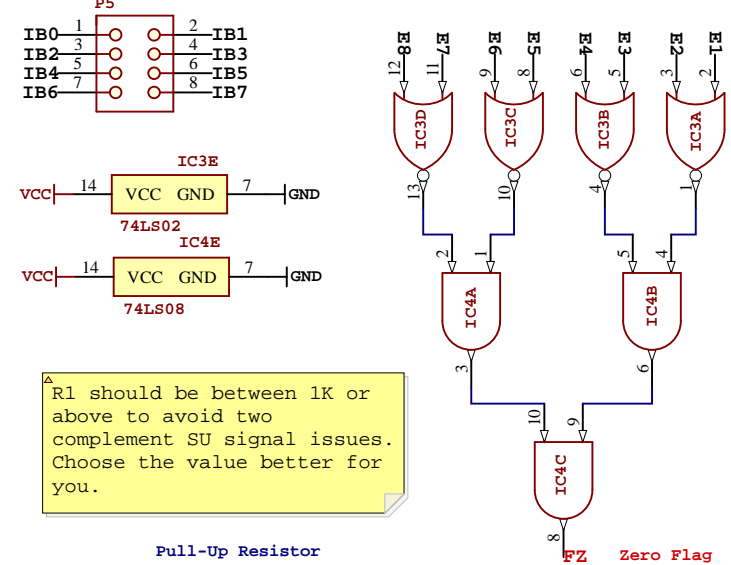 P5
IB0 1 2 IB1
IB2 3 4 IB3
IB4 5 6 IB5
IB6 7 8 IB7
IC3E
VCC 14 VCC GND 7 GND
74LS02
IC4E
VCC 14 VCC GND 7 GND
74LS08
R1 should be between 1K or
above to avoid two
complement SU signal issues.
Choose the value better for
you.
Pull-Up Resistor
E8 E7 E6 E5 E4 E3 E2 E1
12 11 9 8 6 5 3 2
IC3D IC3C IC3B IC3A
13 10 4 1
2 1 5 4
IC4A IC4B
3 6
10 9
IC4C
8
FZ Zero Flag